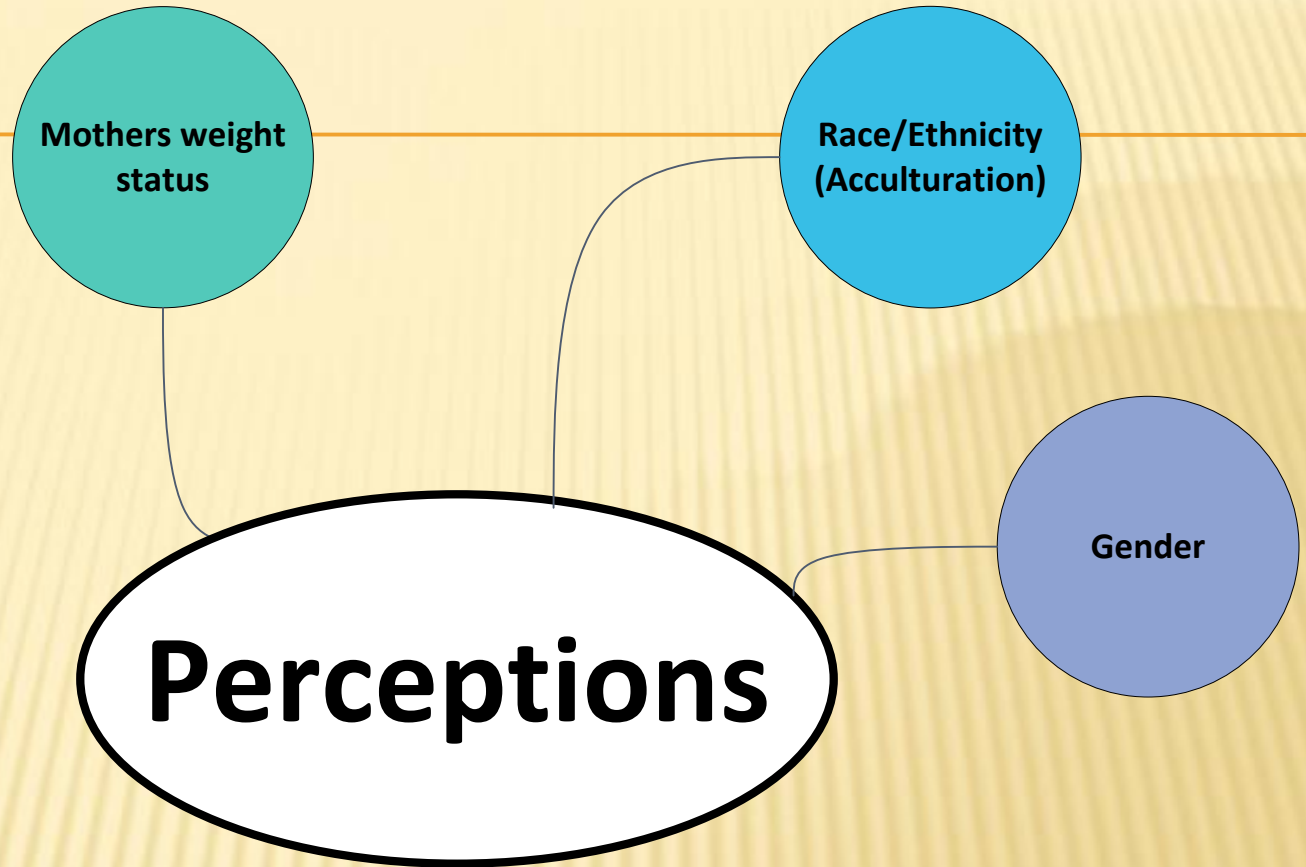 Mothers weight
status
Race/Ethnicity
(Acculturation)
Gender
Perceptions